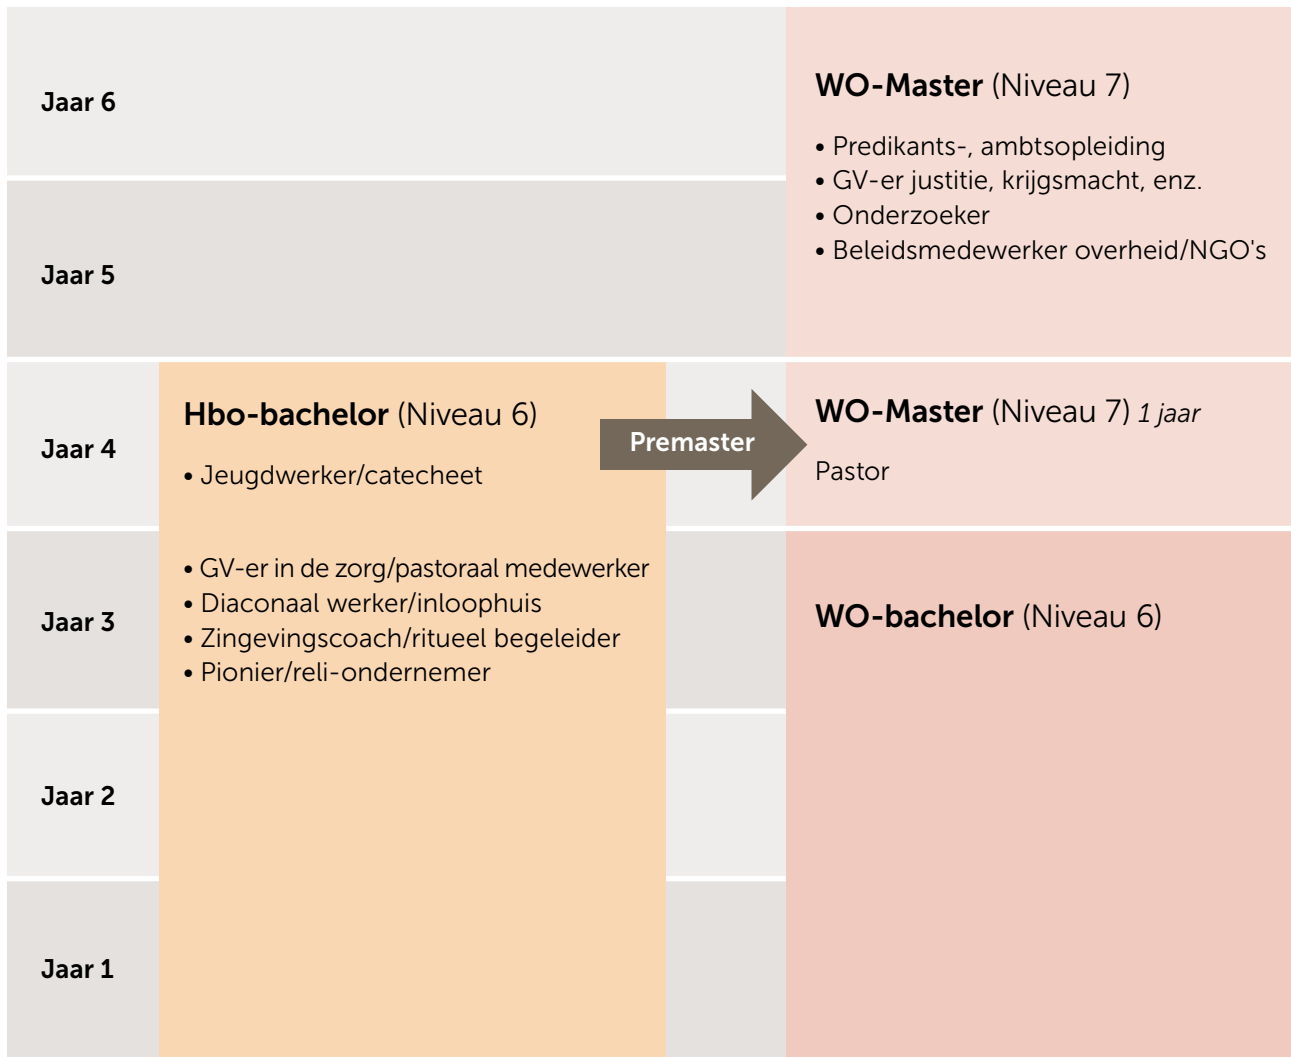 Jaar 6
WO-Master (Niveau 7)
• Predikants-, ambtsopleiding
• GV-er justitie, krijgsmacht, enz.
• Onderzoeker
• Beleidsmedewerker overheid/NGO's
Jaar 5
Jaar 4
Hbo-bachelor (Niveau 6)
• Jeugdwerker/catecheet
• GV-er in de zorg/pastoraal medewerker
• Diaconaal werker/inloophuis
• Zingevingscoach/ritueel begeleider
• Pionier/reli-ondernemer
Premaster
WO-Master (Niveau 7) 1 jaar
Pastor
Jaar 3
WO-bachelor (Niveau 6)
Jaar 2
Jaar 1